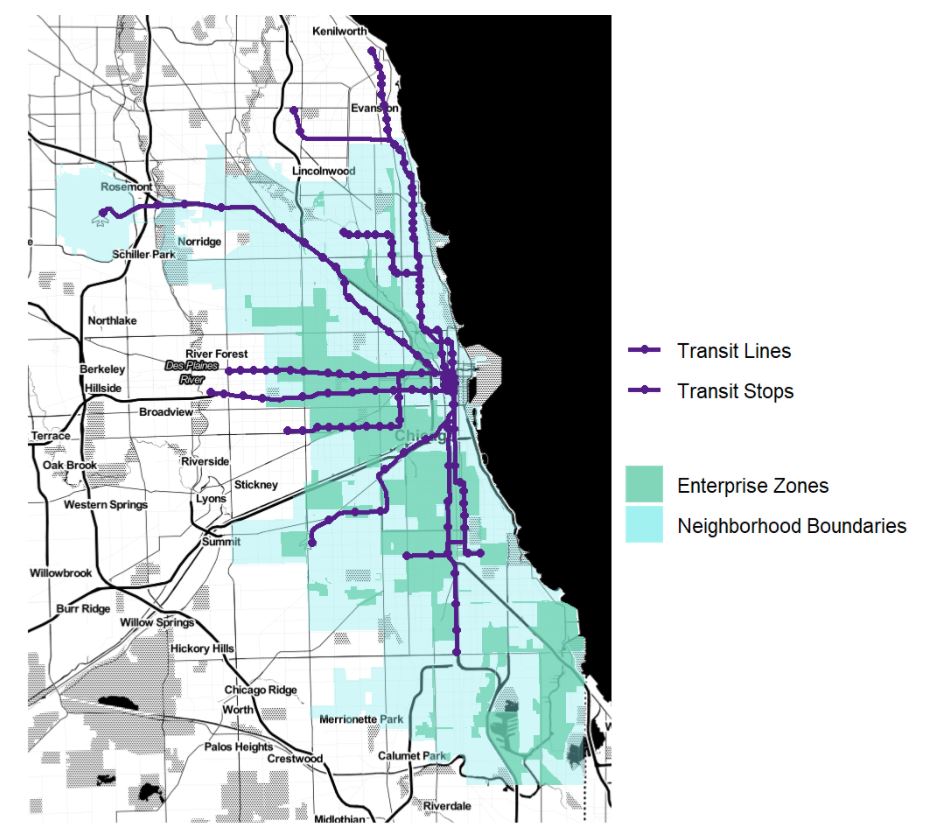 Kenilworth
Evanston
Lincolnwood
Rosemont
Norridge
Schiller Park
Northlake
River Forest
Berkeley
Des Plaines
River
Hillside
Broadview
Terrace
Chicago
Oak Brook
Riverside
Stickney
Lyons
Western Springs
Summit
Willowbrook
Burr Ridge
Willow Springs
Hickory Hills
Chicago Ridge
Worth
Merrionette Park
Palos Heights
Crestwood
Calumet Park
Riverdale
Midlothian
Transit Lines
Transit Stops
Enterprise Zones
Neighborhood Boundaries